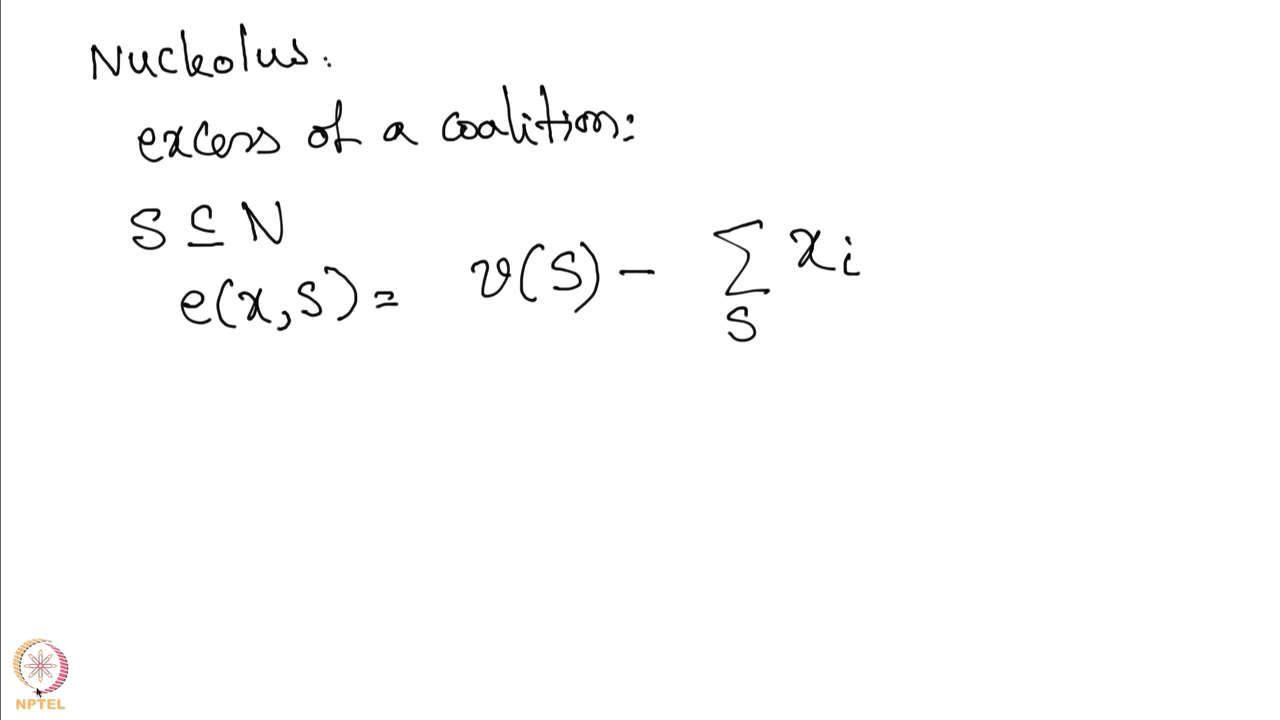 Nucleolus.
excess of a coalition:
S ⊆ N
e(x,S) = v(S) - ∑_S x_i
NPTEL